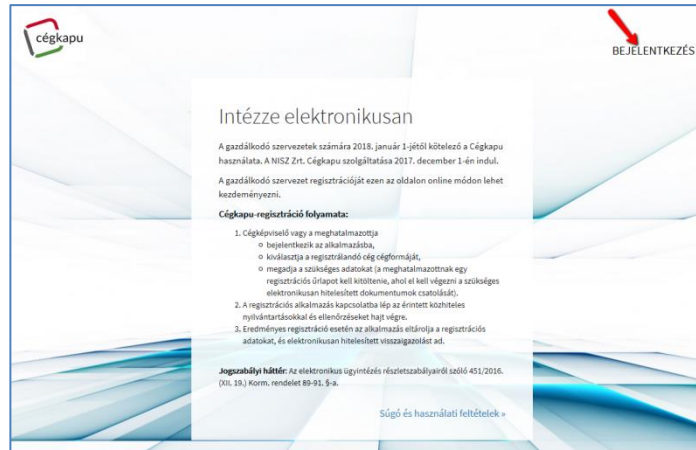 cégkapu
BEJELENTKEZÉS
Intézze elektronikusan
A gazdálkodó szervezetek számára 2018. január 1-jétől kötelező a Cégkapu
használata. A NISZ Zrt. Cégkapu szolgáltatása 2017. december 1-én indul.
A gazdálkodó szervezet regisztrációját ezen az oldalon online módon lehet
kezdeményezni.
Cégkapu-regisztráció folyamata:
1. Cégképviselő vagy a meghatalmazottja
bejelentkezik az alkalmazásba,
kiválasztja a regisztrálandó cég cégformáját,
megadja a szükséges adatokat (a meghatalmazottnak egy
regisztrációs űrlapot kell kitöltenie, ahol el kell végezni a szükséges
elektronikusan hitelesített dokumentumok csatolását).
2. A regisztrációs alkalmazás kapcsolatba lép az érintett közhiteles
nyilvántartásokkal és ellenőrzéseket hajt végre.
3. Eredményes regisztráció esetén az alkalmazás eltárolja a regisztrációs
adatokat, és elektronikusan hitelesített visszaigazolást ad.
Jogszabályi háttér: Az elektronikus ügyintézés részletszabályairól szóló 451/2016.
(XII. 19.) Korm. rendelet 89-91. §-a.
Súgó és használati feltételek »